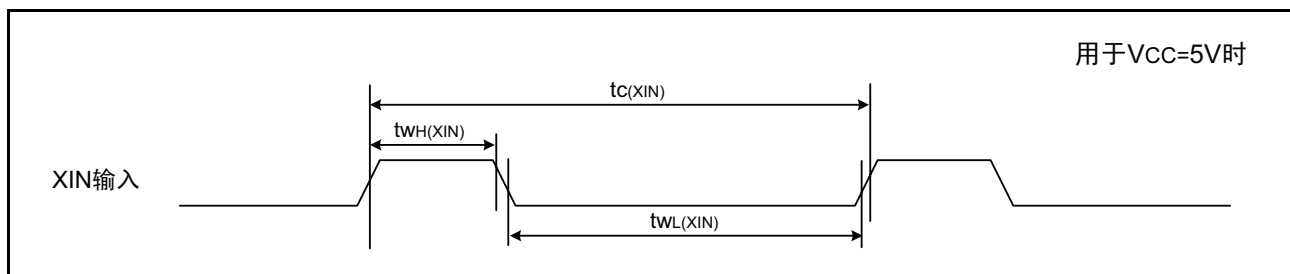 用于VCC=5V时
tC(XIN)
tWH(XIN)
XIN输入
tWL(XIN)